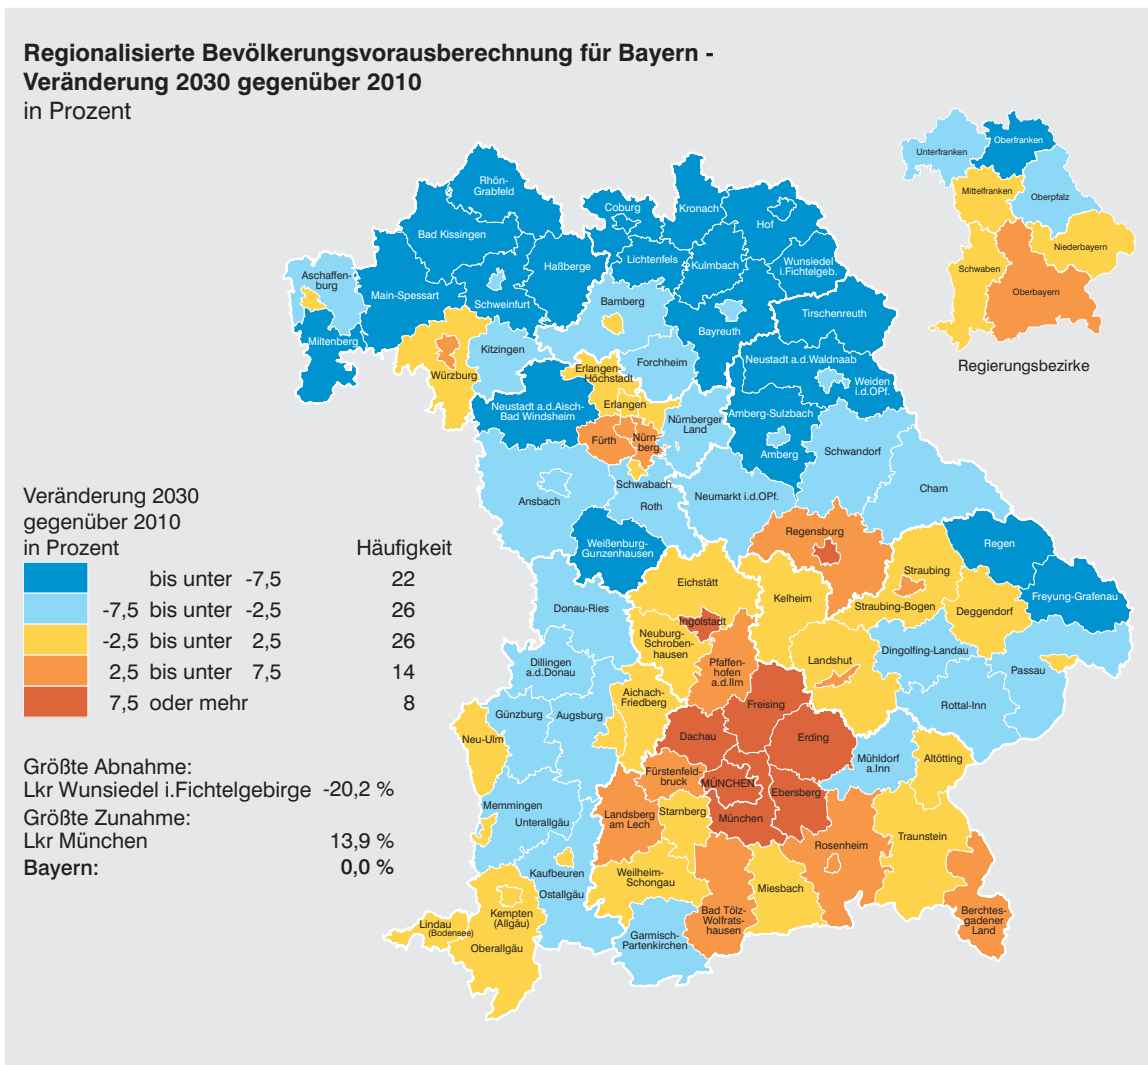 Regionalisierte Bevölkerungsvorausberechnung für Bayern -
Veränderung 2030 gegenüber 2010
in Prozent
Unterfranken
Oberfranken
Mittelfranken
Oberpfalz
Niederbayern
Schwaben
Oberbayern
Regierungsbezirke
Rhön-
Grabfeld
Coburg
Kronach
Hof
Bad Kissingen
Lichtenfels
Kulmbach
Wunsiedel
i.Fichtelgeb.
Haßberge
Aschaffen-
burg
Main-Spessart
Schweinfurt
Bamberg
Bayreuth
Tirschenreuth
Miltenberg
Kitzingen
Forchheim
Neustadt a.d.Waldnaab
Würzburg
Erlangen-
Höchstadt
Weiden
i.d.OPf.
Neustadt a.d.Aisch-
Bad Windsheim
Erlangen
Nürnberger
Land
Amberg-Sulzbach
Fürth
Nürn-
berg
Amberg
Schwandorf
Ansbach
Schwabach
Roth
Neumarkt i.d.OPf.
Cham
Regensburg
Weißenburg-
Gunzenhausen
Regen
Eichstätt
Kelheim
Straubing
Freyung-Grafenau
Donau-Ries
Straubing-Bogen
Deggendorf
Ingolstadt
Neuburg-
Schroben-
hausen
Dillingen
a.d.Donau
Pfaffen-
hofen
a.d.Ilm
Landshut
Dingolfing-Landau
Passau
Aichach-
Friedberg
Freising
Rottal-Inn
Günzburg
Augsburg
Neu-Ulm
Dachau
Erding
Mühldorf
a.Inn
Altötting
Fürstenfeld-
bruck
MÜNCHEN
Ebersberg
Memmingen
Unterallgäu
Landsberg
am Lech
Starnberg
München
Traunstein
Rosenheim
Kaufbeuren
Ostallgäu
Weilheim-
Schongau
Miesbach
Kempten
(Allgäu)
Lindau
(Bodensee)
Oberallgäu
Garmisch-
Partenkirchen
Bad Tölz-
Wolfrats-
hausen
Berchtes-
gadener
Land
Veränderung 2030
gegenüber 2010
in Prozent Häufigkeit
bis unter -7,5 22
-7,5 bis unter -2,5 26
-2,5 bis unter 2,5 26
2,5 bis unter 7,5 14
7,5 oder mehr 8
Größte Abnahme:
Lkr Wunsiedel i.Fichtelgebirge -20,2 %
Größte Zunahme:
Lkr München 13,9 %
Bayern: 0,0 %